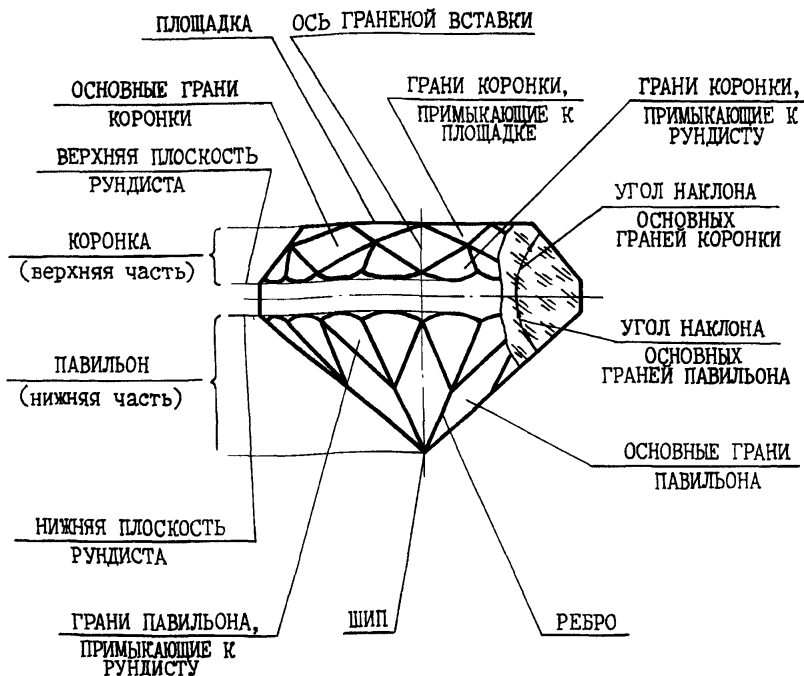 ПЛОЩАДКА
ОСЬ ГРАНЕНОЙ ВСТАВКИ
ОСНОВНЫЕ ГРАНИ
КОРОНКИ
ГРАНИ КОРОНКИ,
ПРИМЫКАЮЩИЕ К
ПЛОЩАДКЕ
ГРАНИ КОРОНКИ,
ПРИМЫКАЮЩИЕ К
РУНДИСТУ
ВЕРХНЯЯ ПЛОСКОСТЬ
РУНДИСТА
УГОЛ НАКЛОНА
ОСНОВНЫХ
ГРАНЕЙ КОРОНКИ
КОРОНКА
(верхняя часть)
УГОЛ НАКЛОНА
ОСНОВНЫХ
ГРАНЕЙ ПАВИЛЬОНА
ПАВИЛЬОН
(нижняя часть)
ОСНОВНЫЕ ГРАНИ
ПАВИЛЬОНА
НИЖНЯЯ ПЛОСКОСТЬ
РУНДИСТА
ГРАНИ ПАВИЛЬОНА,
ПРИМЫКАЮЩИЕ К
РУНДИСТУ
ШИП
РЕБРО